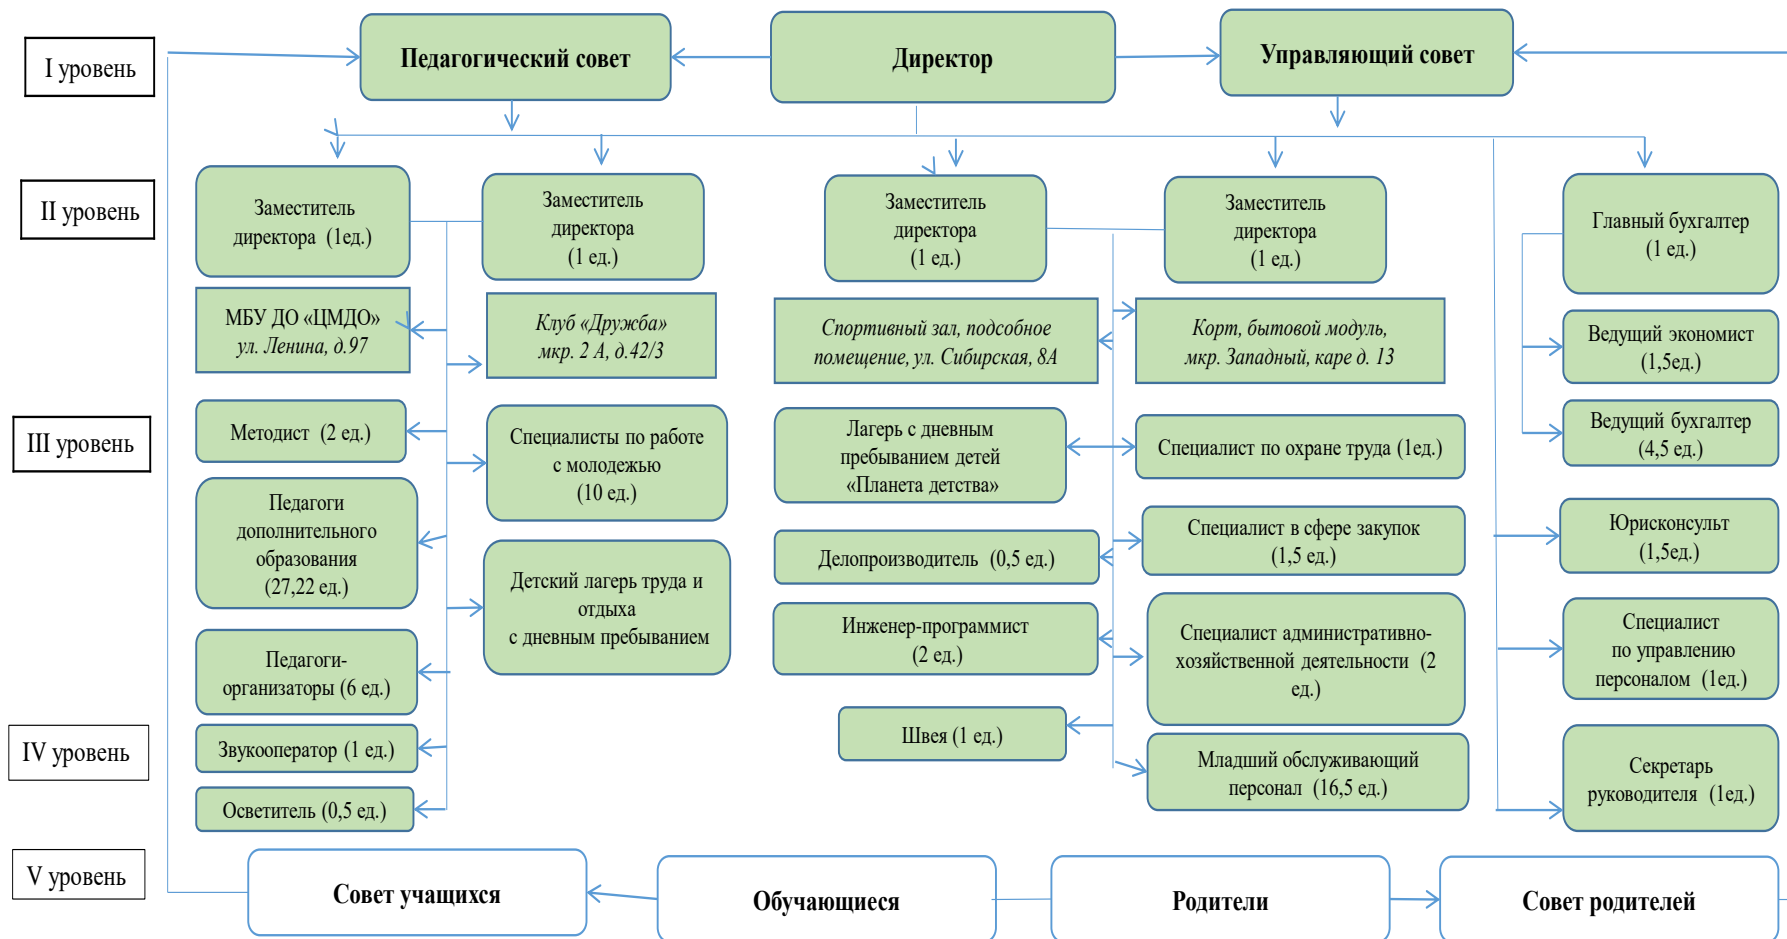 I уровень
Педагогический совет
Директор
Управляющий совет
II уровень
Заместитель
директора (1ед.)
Заместитель
директора
(1 ед.)
Заместитель
директора
(1 ед.)
Заместитель
директора
(1 ед.)
Главный бухгалтер
(1 ед.)
МБУ ДО «ЦМДО»
ул. Ленина, д.97
Клуб «Дружба»
мкр. 2 А, д.42/3
Спортивный зал, подсобное
помещение, ул. Сибирская, 8А
Корт, бытовой модуль,
мкр. Западный, каре д. 13
Ведущий экономист
(1,5ед.)
III уровень
Методист (2 ед.)
Специалисты по работе
с молодежью
(10 ед.)
Лагерь с дневным
пребыванием детей
«Планета детства»
Специалист по охране труда (1ед.)
Ведущий бухгалтер
(4,5 ед.)
Педагоги
дополнительного
образования
(27,22 ед.)
Детский лагерь труда и
отдыха
с дневным пребыванием
Делопроизводитель (0,5 ед.)
Специалист в сфере закупок
(1,5 ед.)
Юрисконсульт
(1,5ед.)
Педагоги-
организаторы (6 ед.)
Инженер-программист
(2 ед.)
Специалист административно-
хозяйственной деятельности (2
ед.)
Специалист
по управлению
персоналом (1ед.)
IV уровень
Звукооператор (1 ед.)
Швея (1 ед.)
Младший обслуживающий
персонал (16,5 ед.)
Секретарь
руководителя (1ед.)
Осветитель (0,5 ед.)
V уровень
Совет учащихся
Обучающиеся
Родители
Совет родителей